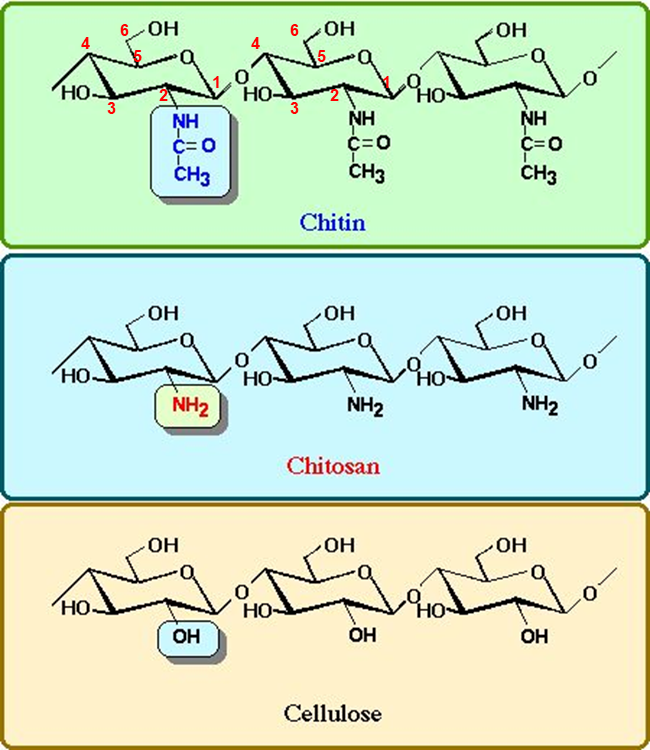 6 OH 6 OH OH
4 5 O 4 5 O O
HO 3 2 1 O HO 3 2 1 O HO O
NH NH NH
C=O C=O C=O
CH3 CH3 CH3
Chitin
OH OH OH
O O O
HO O HO O HO O
NH2 NH2 NH2
Chitosan
OH OH OH
O O O
HO O HO O HO O
OH OH OH
Cellulose